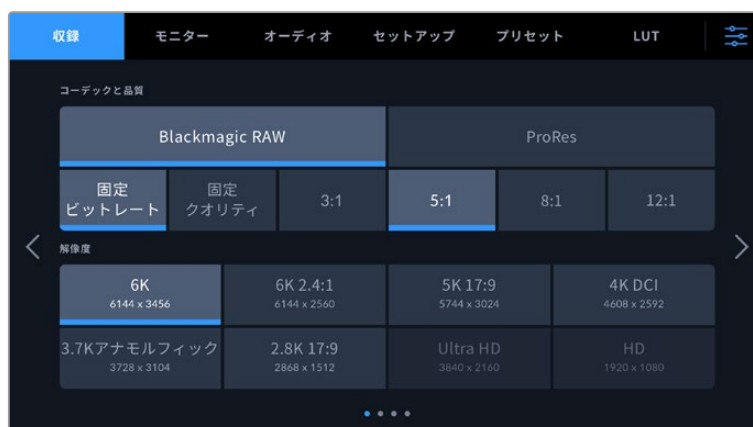 収録 モニター オーディオ セットアップ プリセット LUT
コーデックと品質
Blackmagic RAW ProRes
固定
ビットレート
固定
クオリティ
3:1 5:1 8:1 12:1
解像度
6K 6K 2.4:1 5K 17:9 4K DCI
6144 x 3456 6144 x 2560 5744 x 3024 4608 x 2592
3.7Kアナモルフィック 2.8K 17:9 Ultra HD HD
3728 x 3104 2868 x 1512 3840 x 2160 1920 x 1080